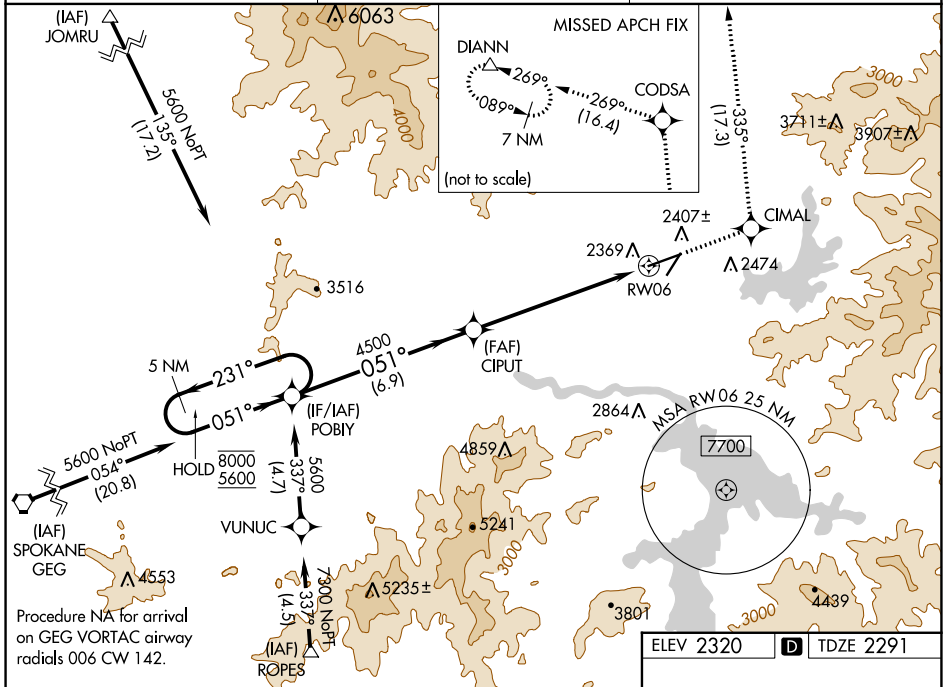 (IAF)
JOMRU
6063
MISSED APCH FIX
DIANN
269°
089°
7 NM
269°
(16.4)
CODSA
(not to scale)
335°
(17.3)
3000
3711±
3907±
4000
5600 NoPT
135°
(17.2)
2407±
CIMAL
2369
2474
RW06
3516
4500
051°
(6.9)
(FAF)
CIPUT
5 NM
231°
051°
(IF/IAF)
POBIY
HOLD
8000
5600
5600 NoPT
054°
(20.8)
(IAF)
SPOKANE
GEG
5600
337°
(4.7)
VUNUC
7300 NoPT
337°
(4.5)
(IAF)
ROPES
2864
MSA RW06 25 NM
7700
4859
5241
3000
5235±
4553
3801
4439
3000
Procedure NA for arrival
on GEG VORTAC airway
radials 006 CW 142.
ELEV 2320 D TDZE 2291